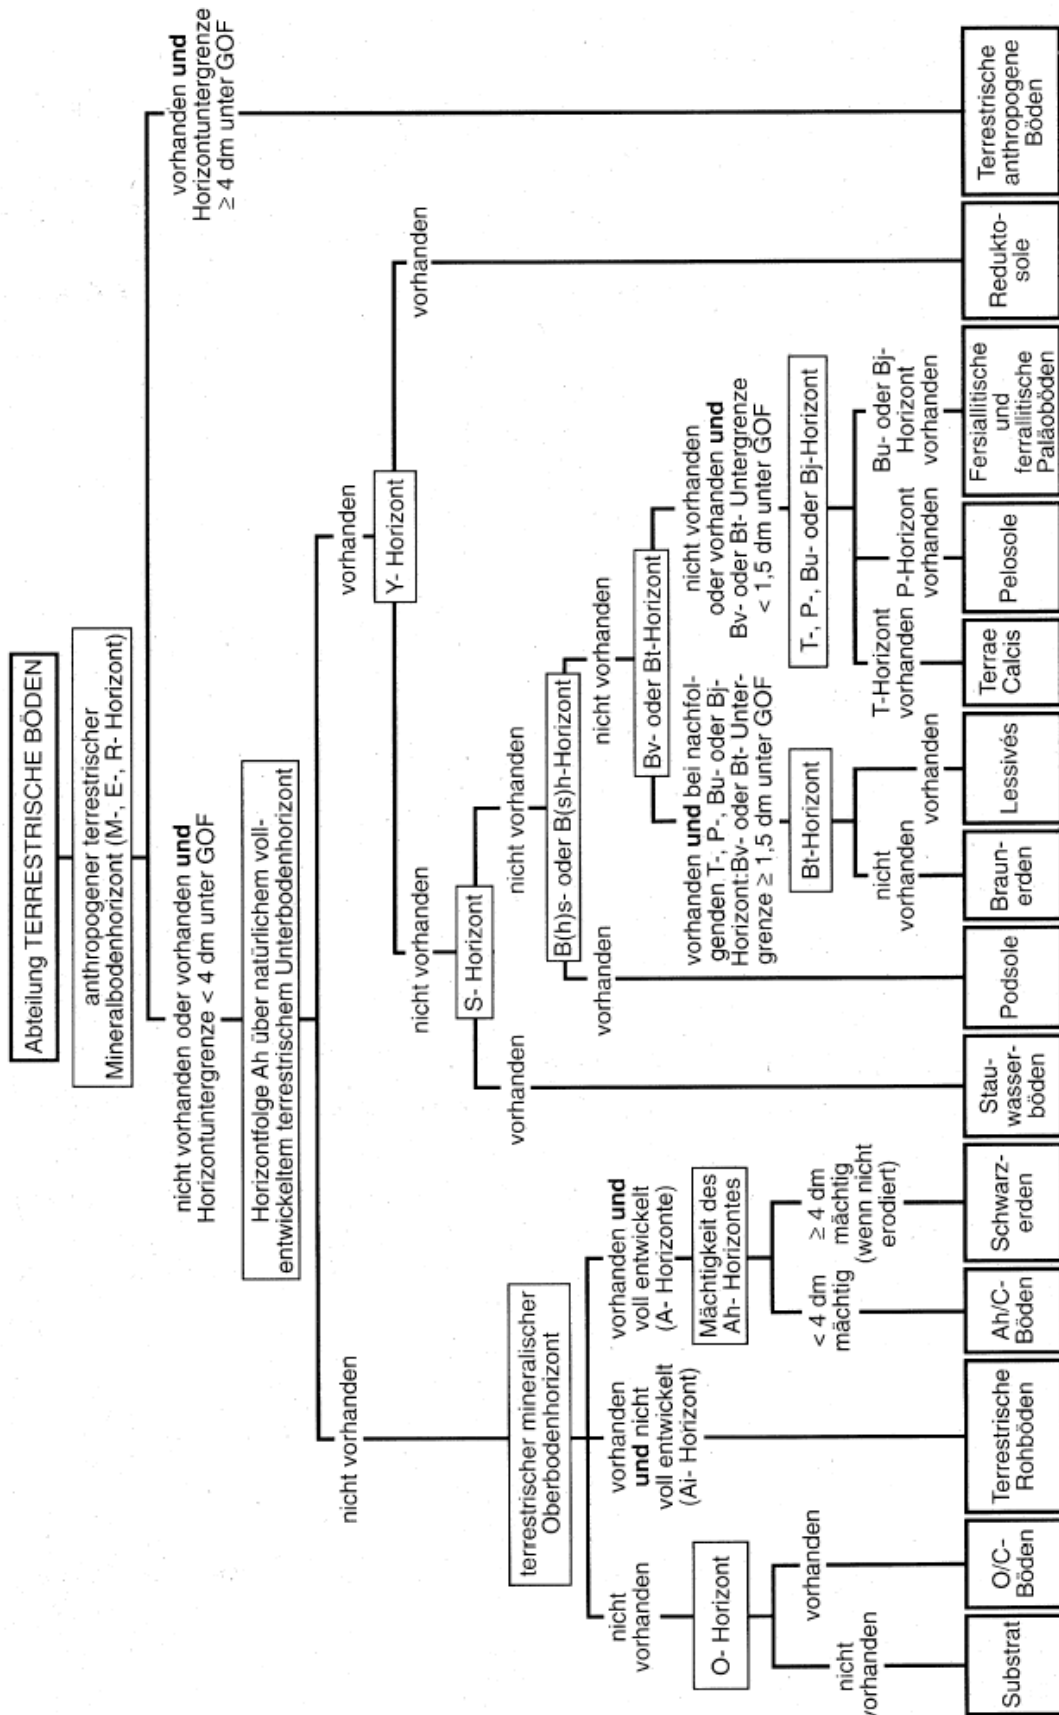 Abteilung TERRESTRISCHE BÖDEN
anthropogener terrestrischer
Mineralbodenhorizont (M-, E-, R- Horizont)
nicht vorhanden oder vorhanden und
Horizontuntergrenze < 4 dm unter GOF
vorhanden und
Horizontuntergrenze
≥ 4 dm unter GOF
Horizontfolge Ah über natürlichem voll-
entwickeltem terrestrischem Unterbodenhorizont
nicht vorhanden
vorhanden
Y- Horizont
nicht vorhanden
vorhanden
S- Horizont
vorhanden
nicht vorhanden
terrestrischer mineralischer
Oberbodenhorizont
B(h)s- oder B(s)h-Horizont
vorhanden
nicht vorhanden
nicht
vorhanden
vorhanden
und nicht
voll entwickelt
(Ai- Horizont)
vorhanden und
voll entwickelt
(A- Horizonte)
Bv- oder Bt-Horizont
vorhanden und bei nachfol-
genden T-, P-, Bu- oder Bj-
Horizont:Bv- oder Bt- Unter-
grenze ≥ 1,5 dm unter GOF
nicht vorhanden
oder vorhanden und
Bv- oder Bt- Untergrenze
< 1,5 dm unter GOF
O- Horizont
Mächtigkeit des
Ah- Horizontes
Bt-Horizont
T-, P-, Bu- oder Bj-Horizont
nicht
vorhanden
vorhanden
< 4 dm
mächtig
≥ 4 dm
mächtig
(wenn nicht
erodiert)
nicht
vorhanden
vorhanden
T-Horizont
vorhanden
P-Horizont
vorhanden
Bu- oder Bj-
Horizont
vorhanden
Substrat
O/C-
Böden
Terrestrische
Rohböden
Ah/C-
Böden
Schwarz-
erden
Stau-
wasser-
böden
Podsole
Braun-
erden
Lessivés
Terrae
Calcis
Pelosole
Fersiallitische
und
ferrallitische
Paläoböden
Redukto-
sole
Terrestrische
anthropogene
Böden